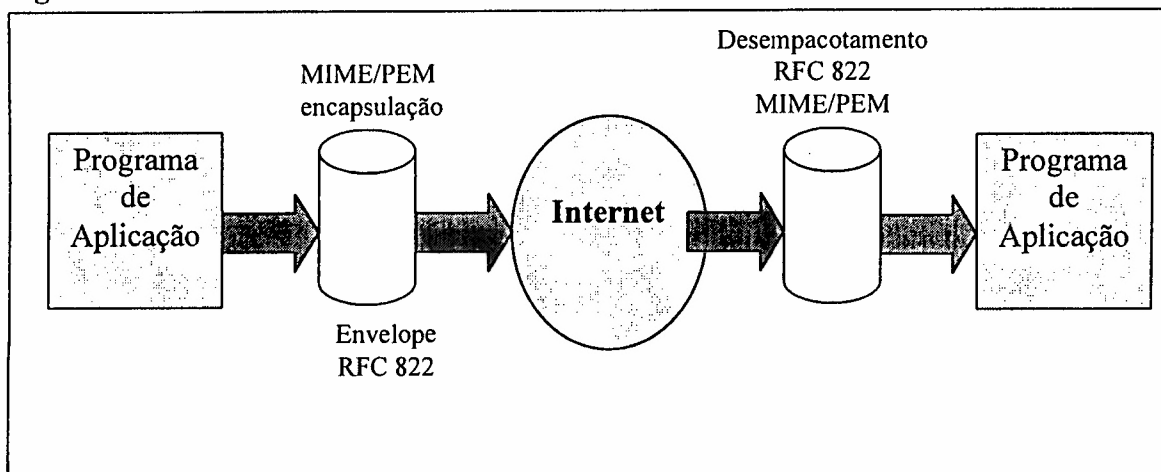 MIME/PEM
encapsulação
Desempacotamento
RFC 822
MIME/PEM
Programa
de
Aplicação
Internet
Programa
de
Aplicação
Envelope
RFC 822